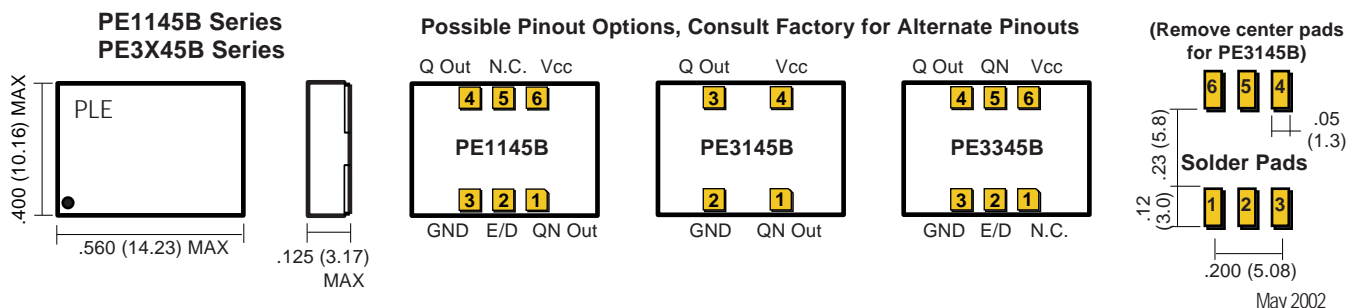 PE1145B Series
PE3X45B Series
.400 (10.16) MAX
PLE
.560 (14.23) MAX
.125 (3.17)
MAX
Possible Pinout Options, Consult Factory for Alternate Pinouts
Q Out N.C. Vcc
4 5 6
PE1145B
3 2 1
GND E/D QN Out
Q Out Vcc
3 4
PE3145B
2 1
GND QN Out
Q Out QN Vcc
4 5 6
PE3345B
3 2 1
GND E/D N.C.
(Remove center pads
for PE3145B)
6 5 4
.05
(1.3)
.23 (5.8)
Solder Pads
.12
(3.0)
1 2 3
.200 (5.08)
May 2002